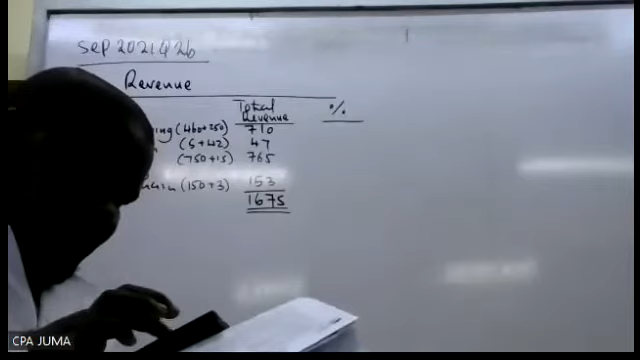 Sep 2021 Q 2b
Revenue
Total Revenue %
ing (460+250) 710
(5+42) 47
(750+15) 765
ain (150+3) 153
1675
CPA JUMA